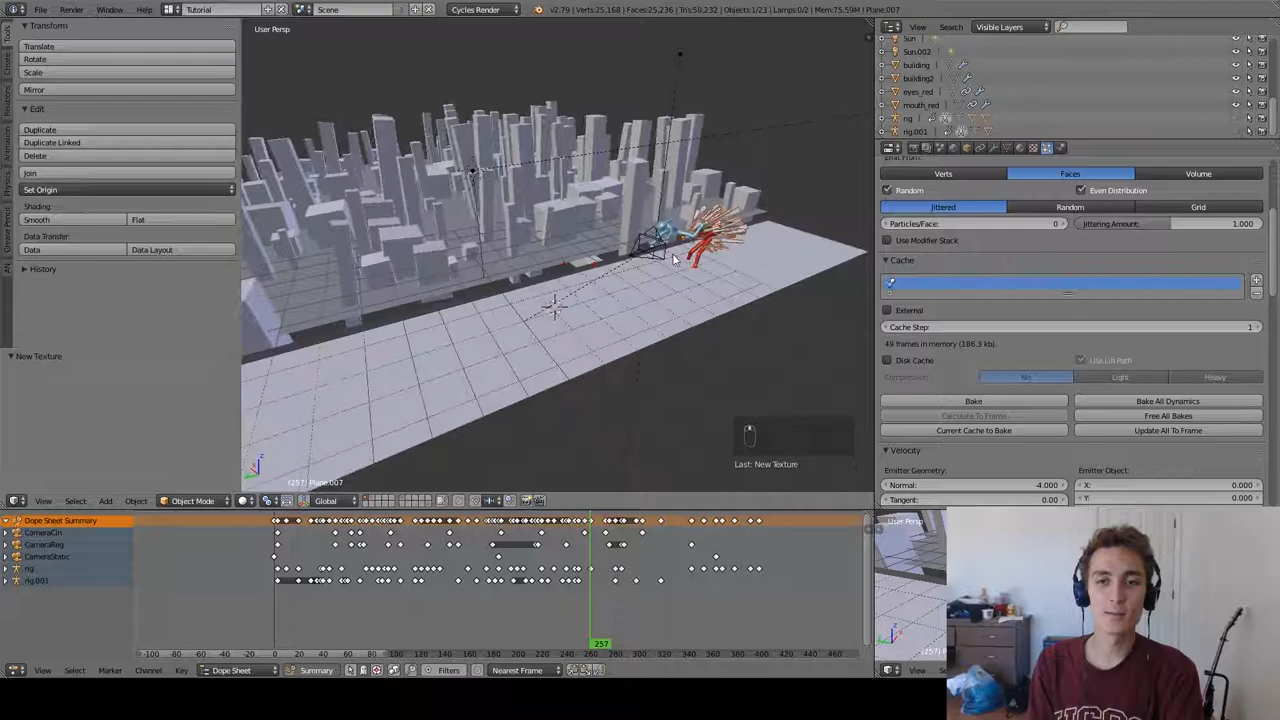 File Render Window Help Tutorial Scene Cycles Render v2.79 | Verts:25,168 | Faces:25,236 | Tris:50,232 | Objects:1/23 | Lamps:0/2 | Mem:75.59M | Plane.007
View Search Visible Layers
Transform
Translate
Rotate
Scale
Mirror
Edit
Duplicate
Duplicate Linked
Delete
Join
Set Origin
Shading:
Smooth Flat
Data Transfer:
Data Data Layout
History
New Texture
Tools
Create
Relations
Animation
Physics
Grease Pencil
AN
User Persp
Last: New Texture
(257) Plane.007
View Select Add Object Object Mode Global
Sun
Sun.002
building
building2
eyes_red
mouth_red
rig
rig.001
Emit From:
Verts Faces Volume
Random Even Distribution
Jittered Random Grid
Particles/Face: 0 Jittering Amount: 1.000
Use Modifier Stack
Cache
External
Cache Step: 1
49 frames in memory (186.3 kb).
Disk Cache Use Lib Path
Compression: No Light Heavy
Bake Bake All Dynamics
Calculate To Frame Free All Bakes
Current Cache to Bake Update All To Frame
Velocity
Emitter Geometry: Emitter Object:
Normal: -4.000 X: 0.000
Tangent: 0.00 Y: 0.000
Dope Sheet Summary
CameraCin
CameraReg
CameraStatic
rig
rig.001
-100 -80 -60 -40 -20 0 20 40 60 80 100 120 140 160 180 200 220 240 257 260 280 300 320 340 360 380 400 420 440 460
View Select Marker Channel Key Dope Sheet Summary Filters Nearest Frame
User Persp